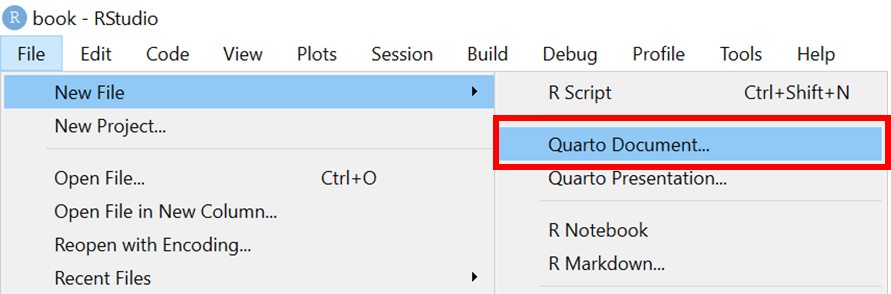 R book - RStudio
File Edit Code View Plots Session Build Debug Profile Tools Help
New File
New Project...
Open File... Ctrl+O
Open File in New Column...
Reopen with Encoding...
Recent Files
R Script Ctrl+Shift+N
Quarto Document...
Quarto Presentation...
R Notebook
R Markdown...